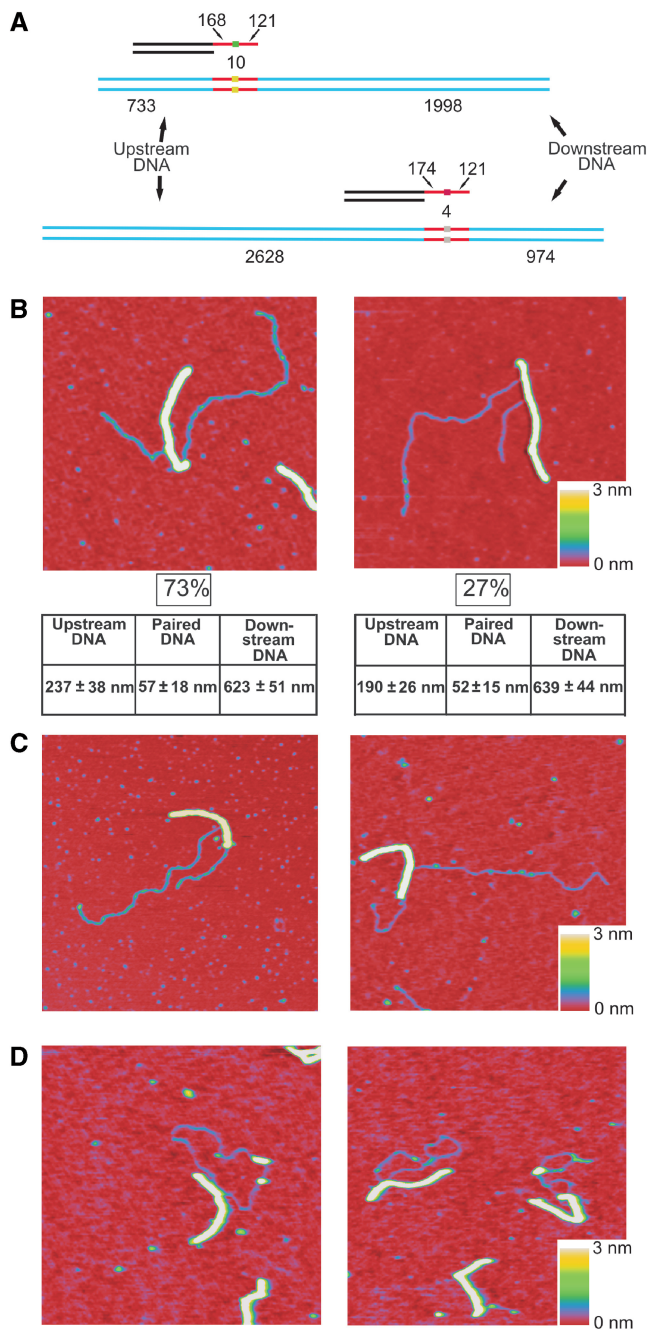 A
168 121
10
733 1998
Upstream
DNA
Downstream
DNA
174 121
4
2628 974
B
3 nm
0 nm
73%
27%
Upstream
DNA
Paired
DNA
Down-
stream
DNA
237 ± 38 nm
57 ± 18 nm
623 ± 51 nm
Upstream
DNA
Paired
DNA
Down-
stream
DNA
190 ± 26 nm
52 ± 15 nm
639 ± 44 nm
C
3 nm
0 nm
D
3 nm
0 nm